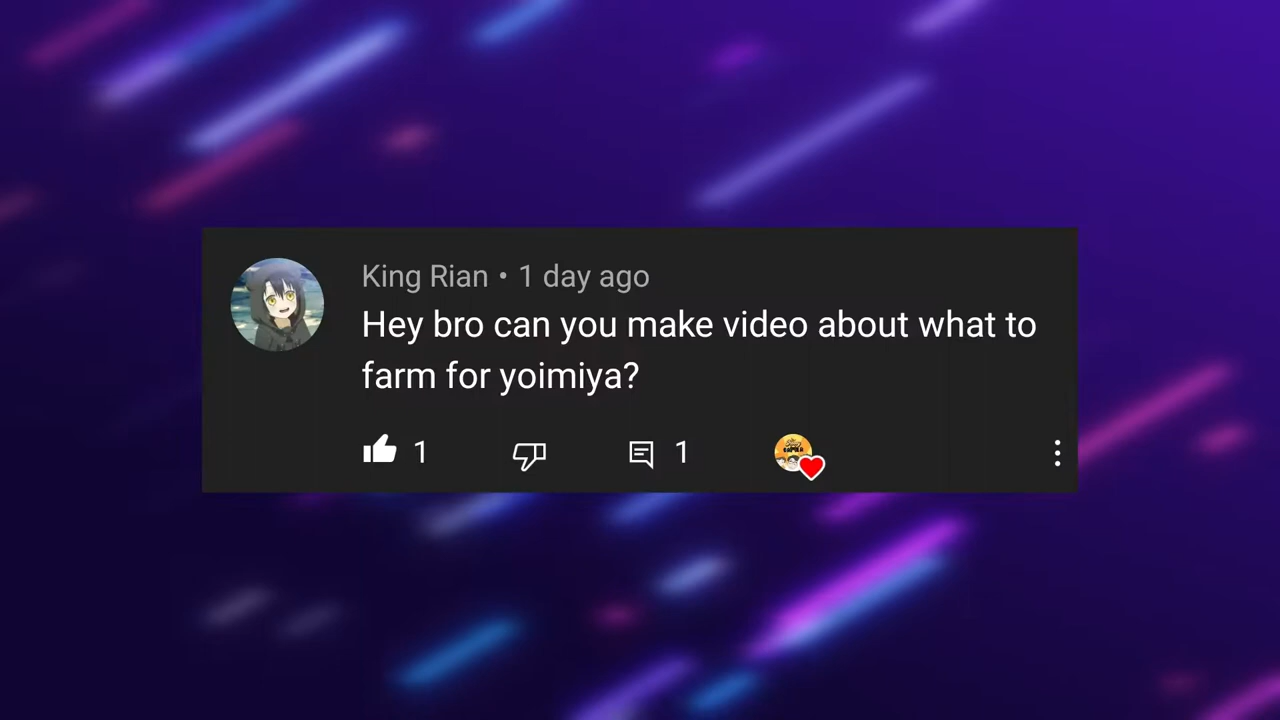 King Rian • 1 day ago
Hey bro can you make video about what to
farm for yoimiya?
1
1